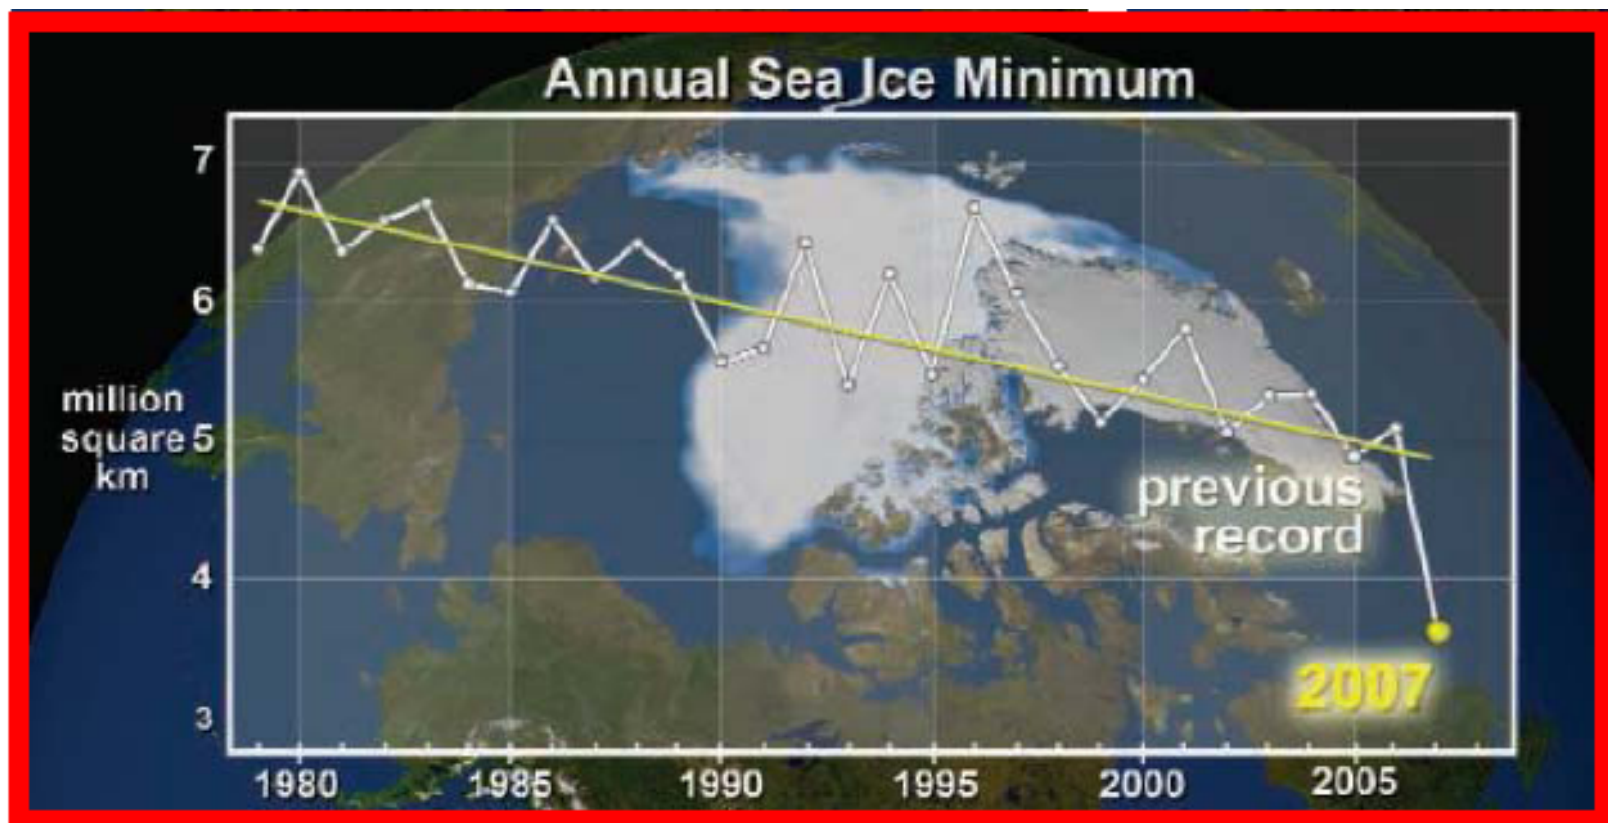 Annual Sea Ice Minimum
7
6
million
square 5
km
4
3
previous
record
2007
1980 1985 1990 1995 2000 2005